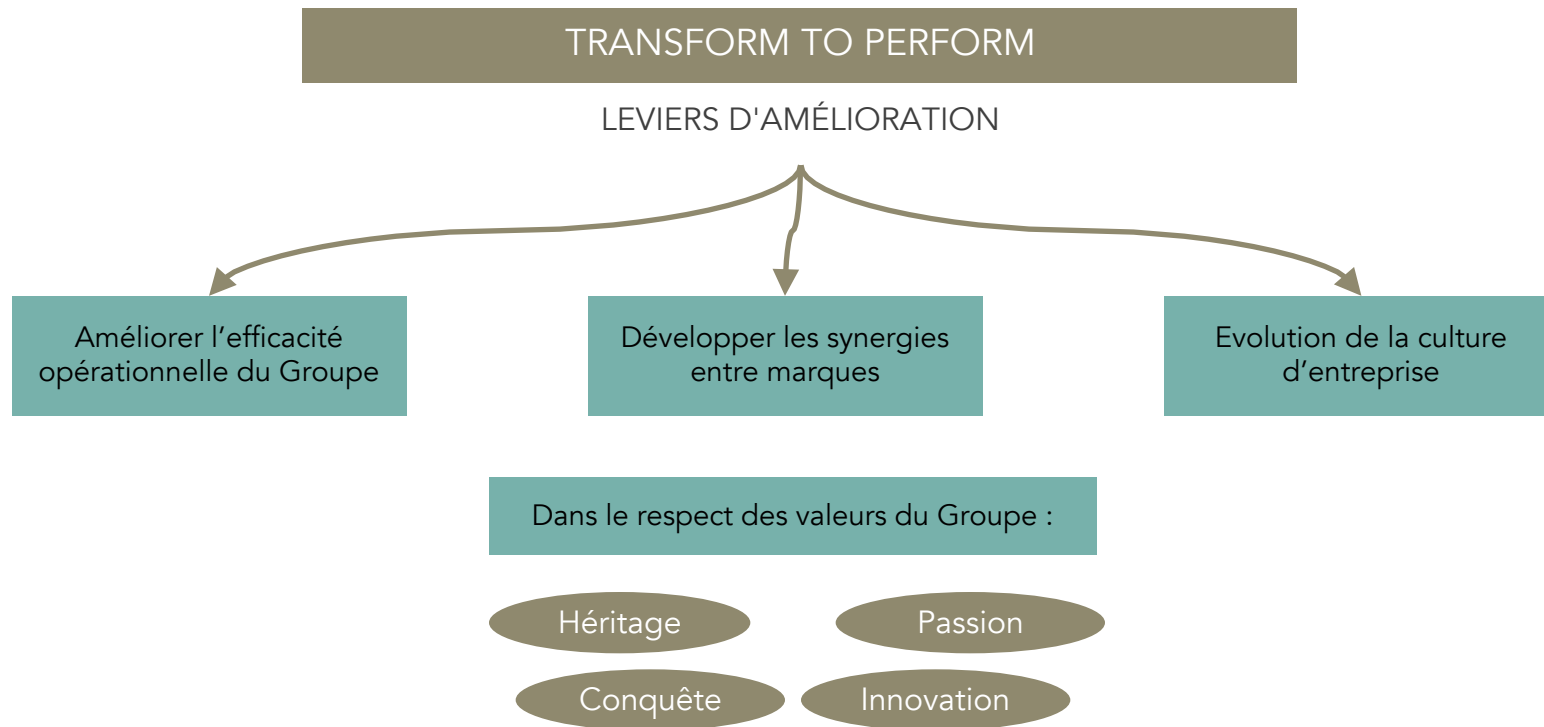 TRANSFORM TO PERFORM
LEVIERS D'AMÉLIORATION
Améliorer l’efficacité
opérationnelle du Groupe
Développer les synergies
entre marques
Evolution de la culture
d’entreprise
Dans le respect des valeurs du Groupe :
Héritage
Passion
Conquête
Innovation